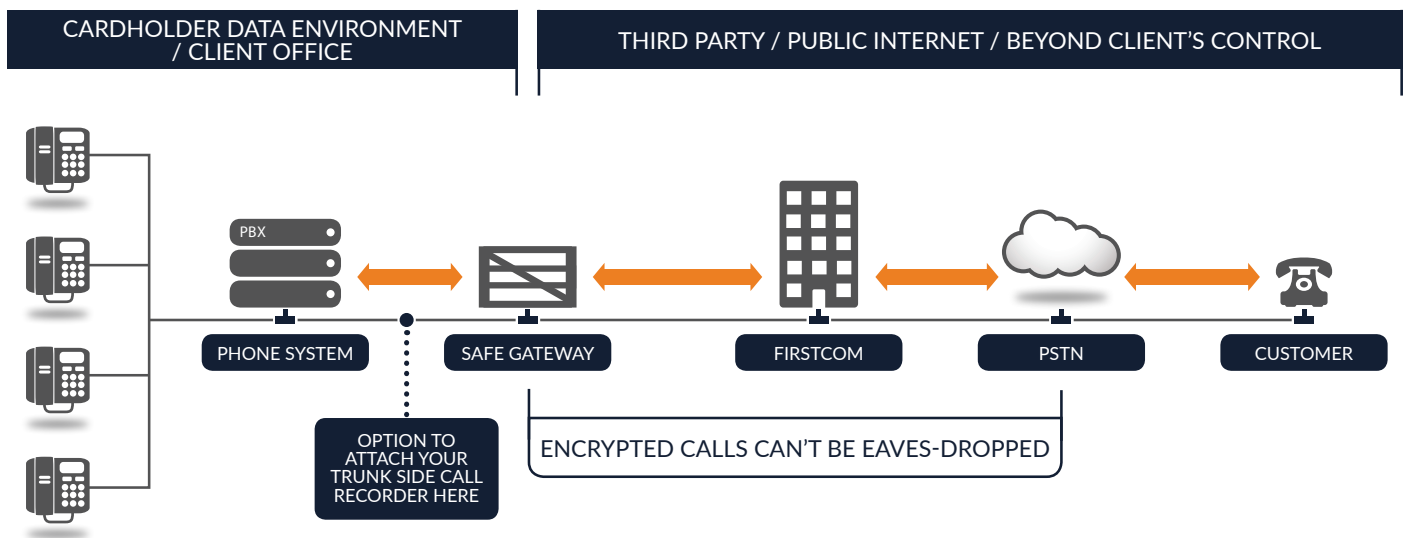 CARDHOLDER DATA ENVIRONMENT
/ CLIENT OFFICE
THIRD PARTY / PUBLIC INTERNET / BEYOND CLIENT’S CONTROL
PBX
PHONE SYSTEM
SAFE GATEWAY
FIRSTCOM
PSTN
CUSTOMER
OPTION TO
ATTACH YOUR
TRUNK SIDE CALL
RECORDER HERE
ENCRYPTED CALLS CAN’T BE EAVES-DROPPED